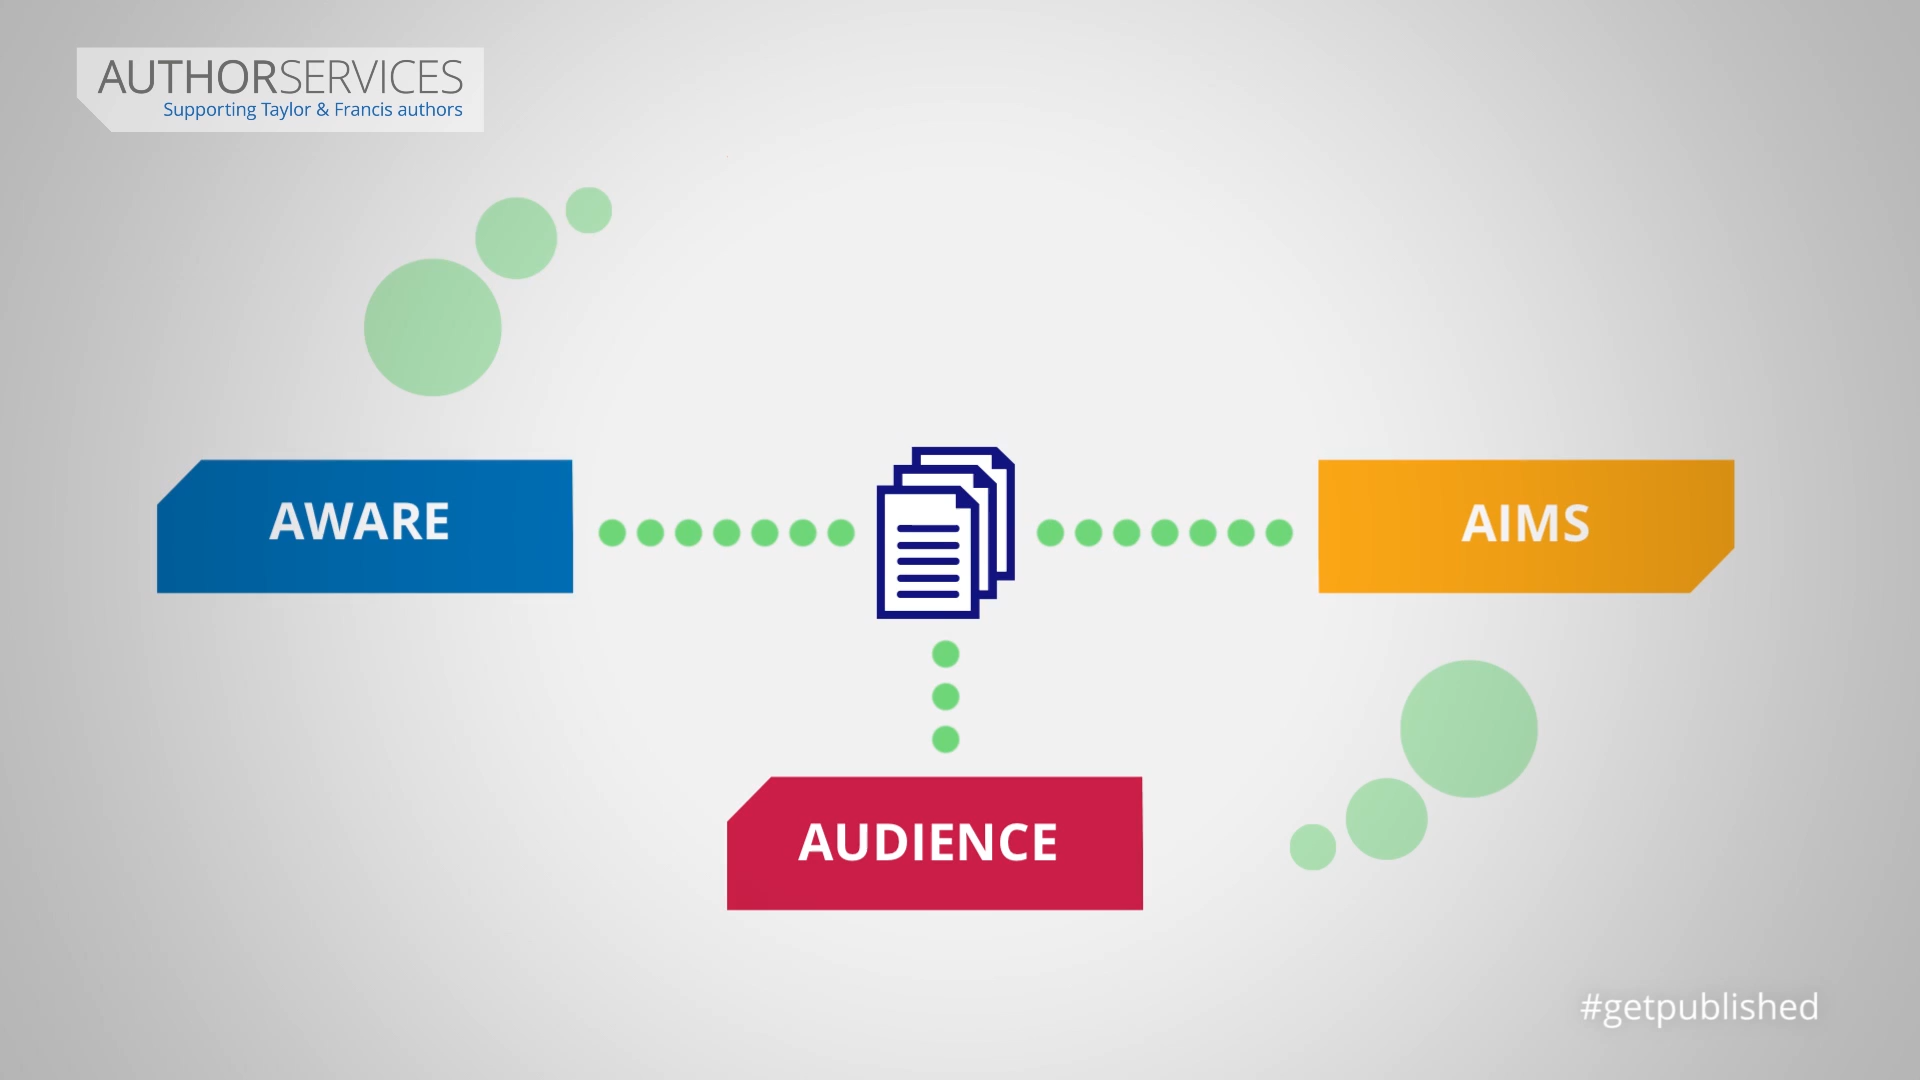 AUTHORSERVICES
Supporting Taylor & Francis authors
AWARE
AIMS
AUDIENCE
#getpublished